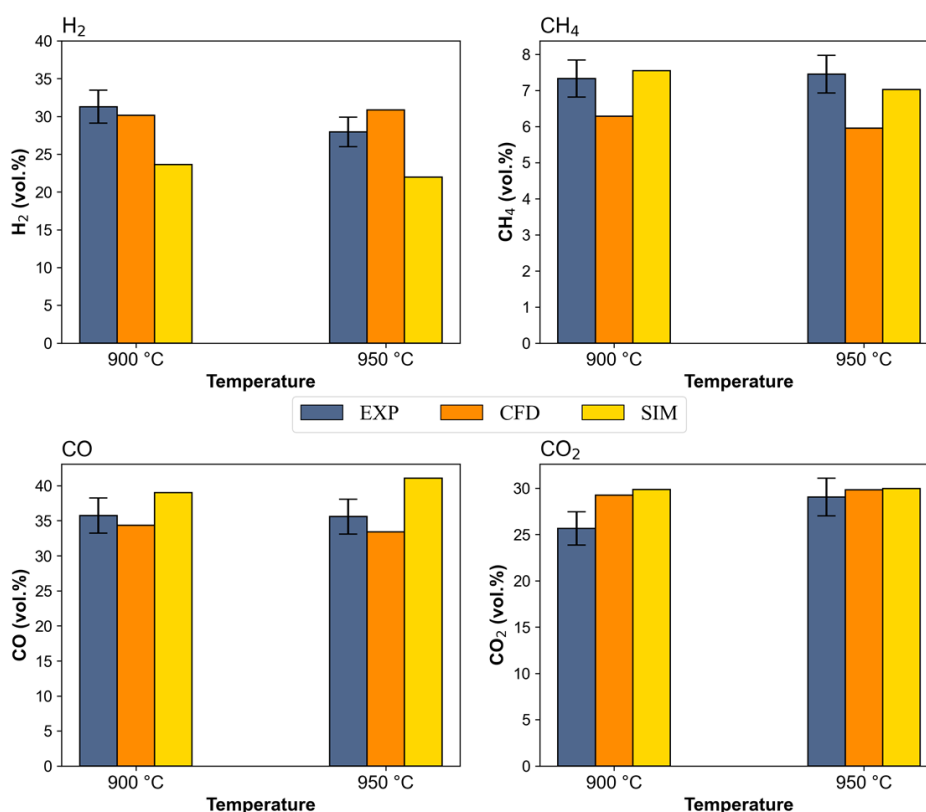 H₂
40
35
30
25
20
15
10
5
0
H₂ (vol.%)
900 °C
950 °C
Temperature
CH₄
8
7
6
5
4
3
2
1
0
CH₄ (vol.%)
900 °C
950 °C
Temperature
EXP CFD SIM
CO
40
35
30
25
20
15
10
5
0
CO (vol.%)
900 °C
950 °C
Temperature
CO₂
30
25
20
15
10
5
0
CO₂ (vol.%)
900 °C
950 °C
Temperature